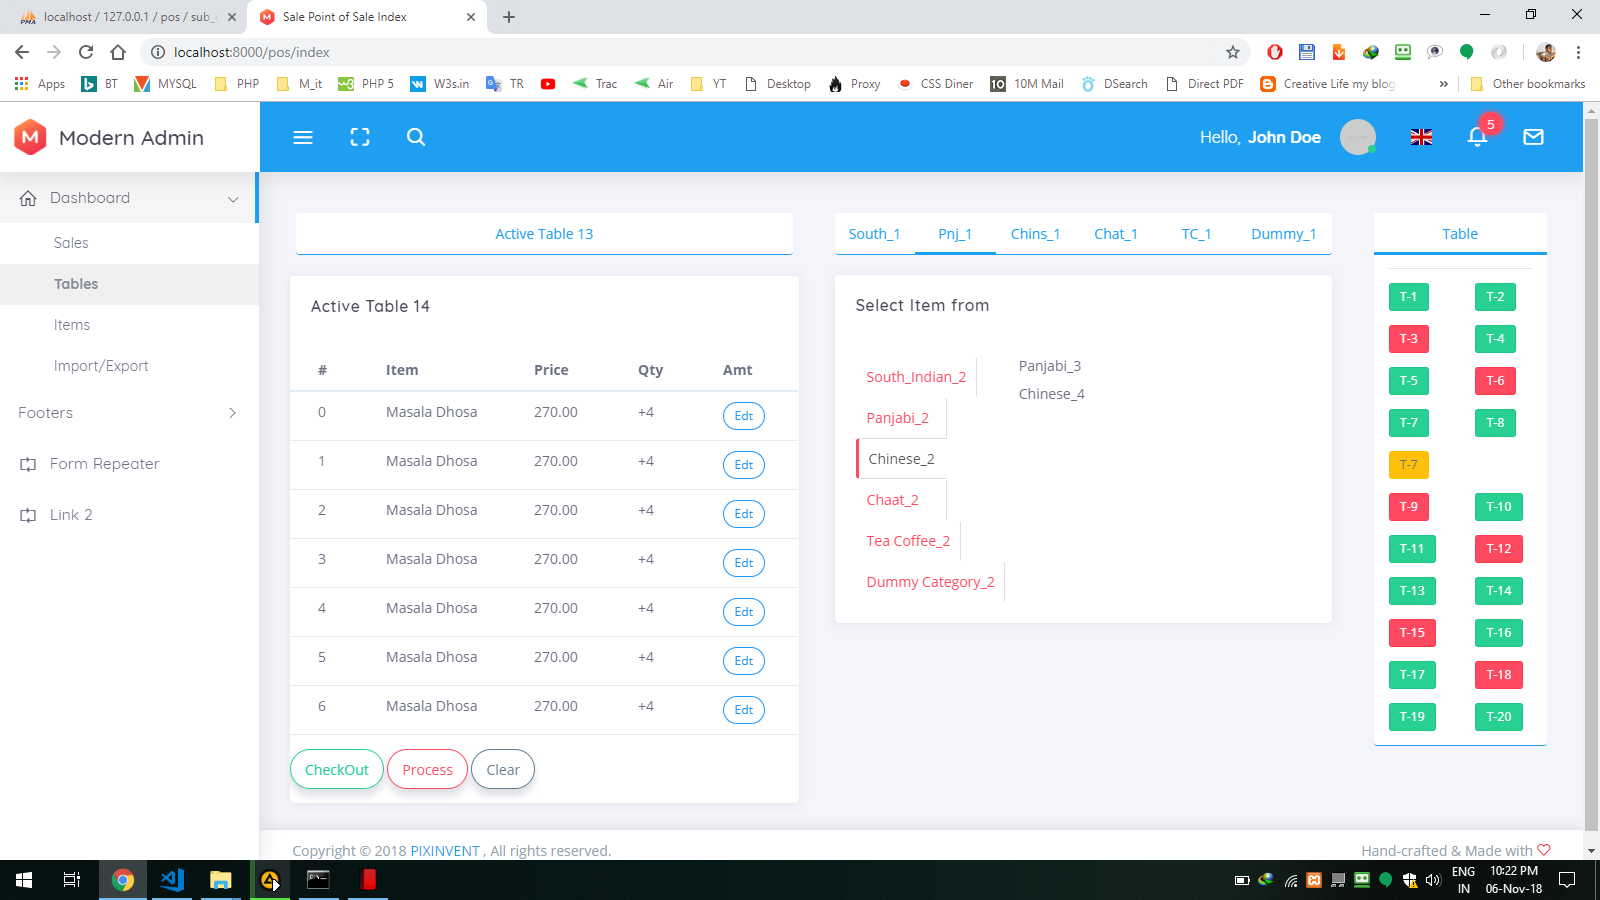 localhost / 127.0.0.1 / pos / sub_c
Sale Point of Sale Index
localhost:8000/pos/index
Apps BT MYSQL PHP M_it PHP 5 W3s.in TR Trac Air YT Desktop Proxy CSS Diner 10M Mail DSearch Direct PDF Creative Life my blog » Other bookmarks
Modern Admin
Hello, John Doe
5
Dashboard
Sales
Tables
Items
Import/Export
Footers
Form Repeater
Link 2
Active Table 13
Active Table 14
# Item Price Qty Amt
0 Masala Dhosa 270.00 +4 Edt
1 Masala Dhosa 270.00 +4 Edt
2 Masala Dhosa 270.00 +4 Edt
3 Masala Dhosa 270.00 +4 Edt
4 Masala Dhosa 270.00 +4 Edt
5 Masala Dhosa 270.00 +4 Edt
6 Masala Dhosa 270.00 +4 Edt
CheckOut Process Clear
South_1 Pnj_1 Chins_1 Chat_1 TC_1 Dummy_1
Select Item from
South_Indian_2
Panjabi_2
Chinese_2
Chaat_2
Tea Coffee_2
Dummy Category_2
Panjabi_3
Chinese_4
Table
T-1 T-2
T-3 T-4
T-5 T-6
T-7 T-8
T-7
T-9 T-10
T-11 T-12
T-13 T-14
T-15 T-16
T-17 T-18
T-19 T-20
Copyright © 2018 PIXINVENT , All rights reserved.
Hand-crafted & Made with
ENG
IN
10:22 PM
06-Nov-18